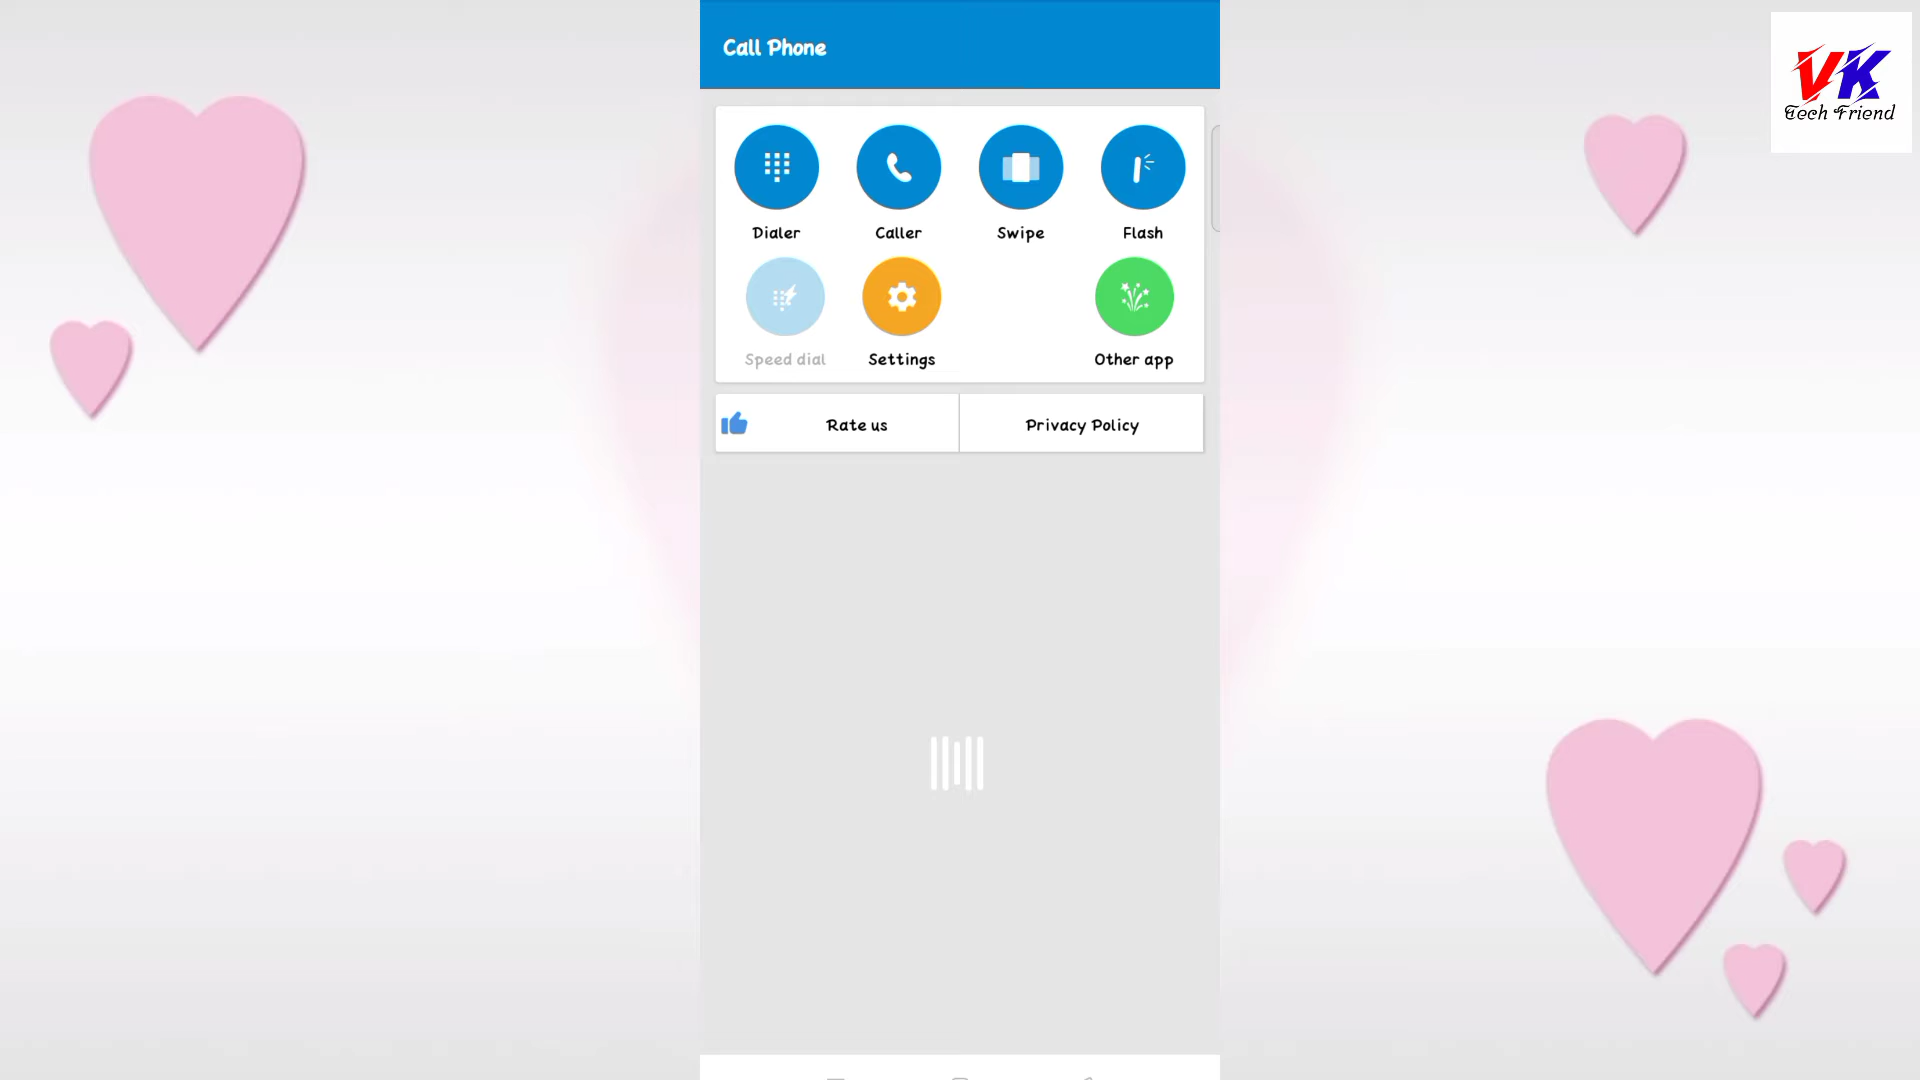 Call Phone
VK
Tech Friend
Dialer
Caller
Swipe
Flash
Speed dial
Settings
Other app
Rate us
Privacy Policy